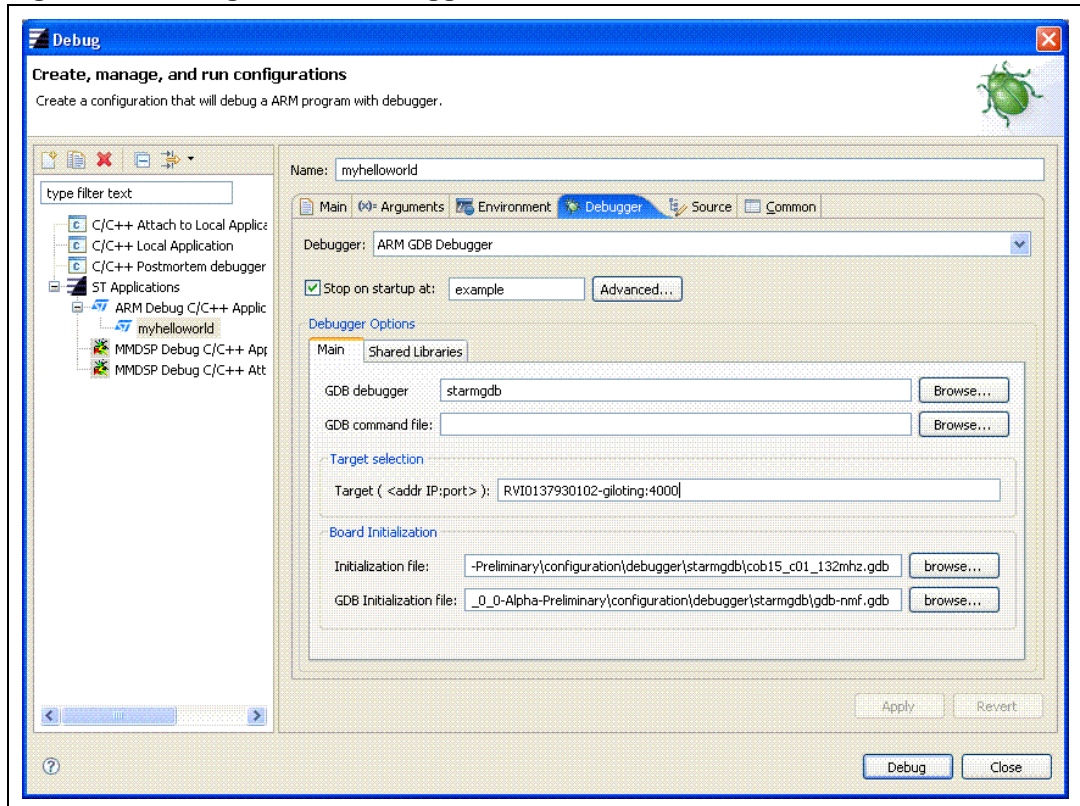 Debug
Create, manage, and run configurations
Create a configuration that will debug a ARM program with debugger.
type filter text
C/C++ Attach to Local Applica
C/C++ Local Application
C/C++ Postmortem debugger
ST Applications
ARM Debug C/C++ Applic
myhelloworld
MMDSP Debug C/C++ App
MMDSP Debug C/C++ Att
Name: myhelloworld
Main (x)= Arguments Environment Debugger Source Common
Debugger: ARM GDB Debugger
Stop on startup at: example Advanced...
Debugger Options
Main Shared Libraries
GDB debugger starmgdb Browse...
GDB command file: Browse...
Target selection
Target ( <addr IP:port> ): RVI0137930102-giloting:4000
Board Initialization
Initialization file: -Preliminary\configuration\debugger\starmgdb\cob15_c01_132mhz.gdb browse...
GDB Initialization file: _0_0-Alpha-Preliminary\configuration\debugger\starmgdb\gdb-nmf.gdb browse...
Apply Revert
? Debug Close